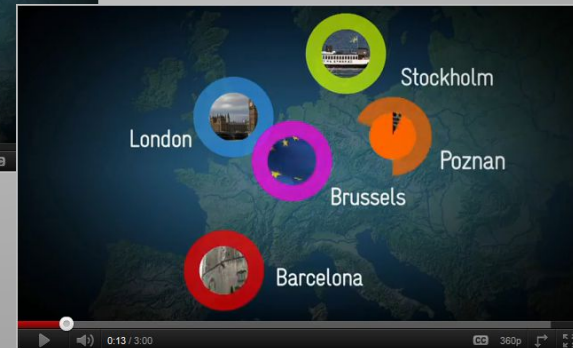 Stockholm
London
Poznan
Brussels
Barcelona
0:13 / 3:00
CC
360p